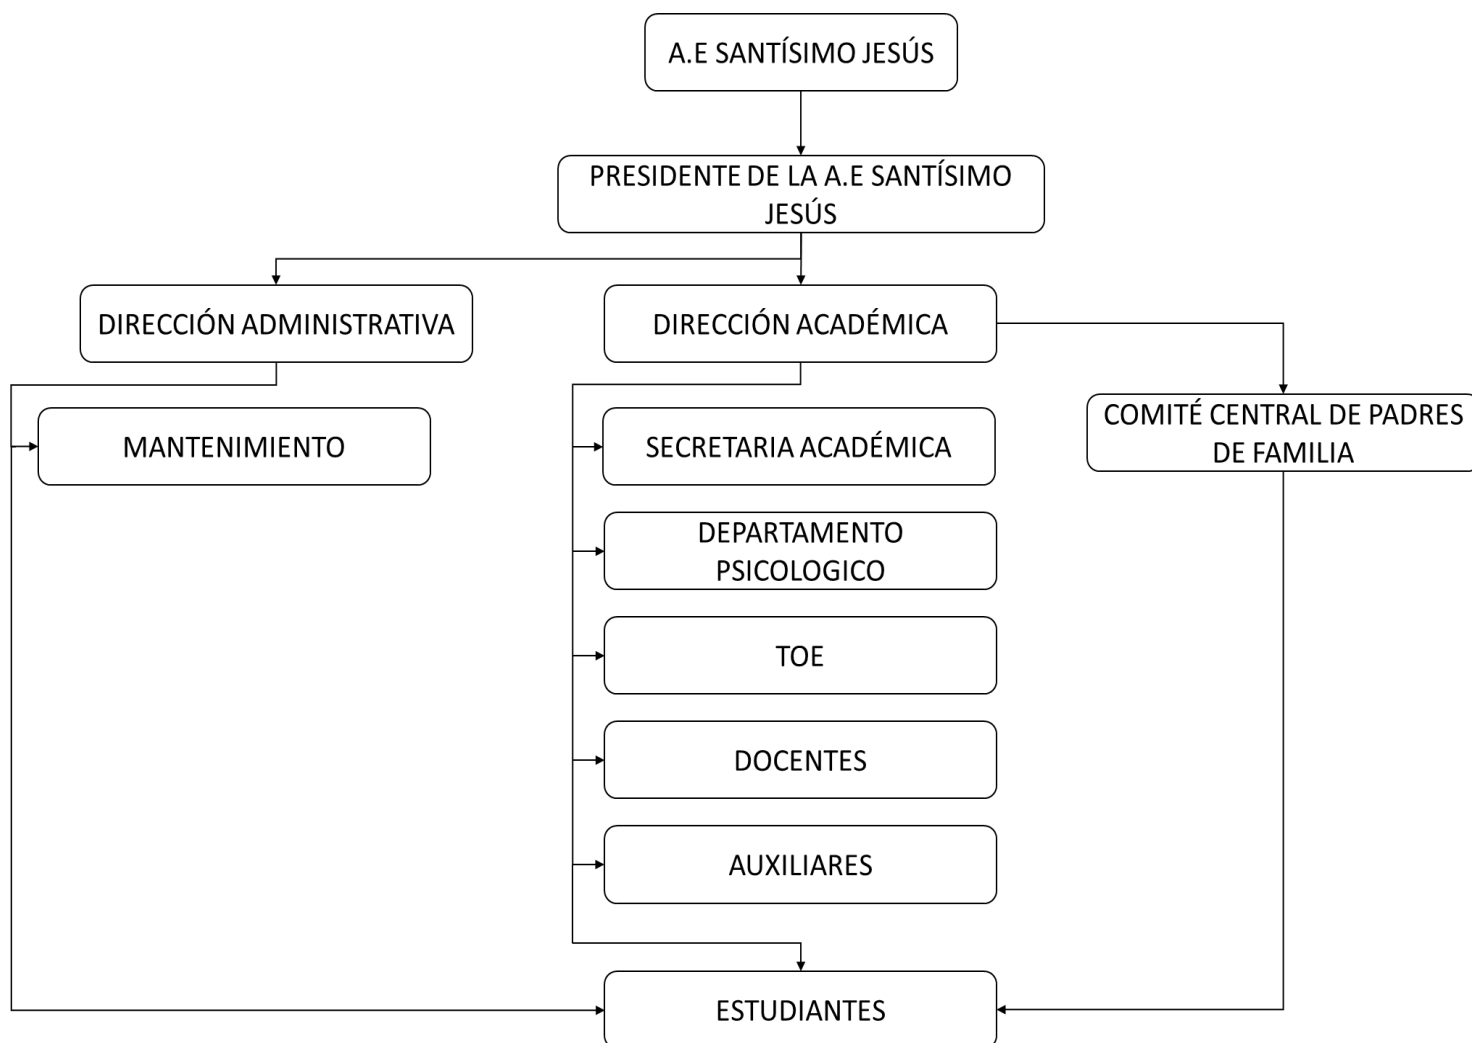 A.E SANTÍSIMO JESÚS
PRESIDENTE DE LA A.E SANTÍSIMO
JESÚS
DIRECCIÓN ADMINISTRATIVA
DIRECCIÓN ACADÉMICA
COMITÉ CENTRAL DE PADRES
DE FAMILIA
MANTENIMIENTO
SECRETARIA ACADÉMICA
DEPARTAMENTO
PSICOLOGICO
TOE
DOCENTES
AUXILIARES
ESTUDIANTES